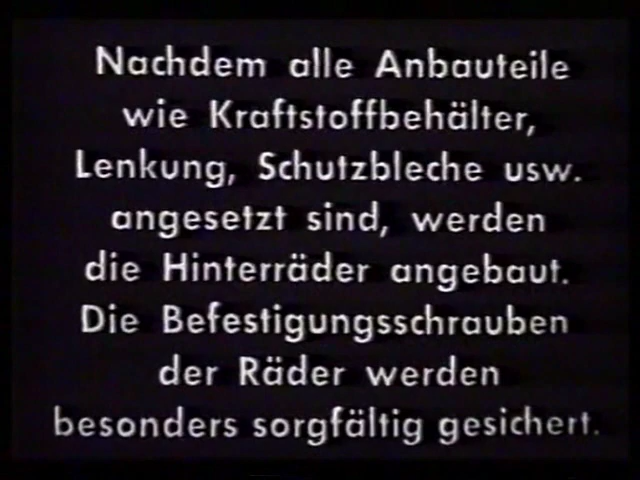 Nachdem alle Anbauteile
wie Kraftstoffbehälter,
Lenkung, Schutzbleche usw.
angesetzt sind, werden
die Hinterräder angebaut.
Die Befestigungsschrauben
der Räder werden
besonders sorgfältig gesichert.